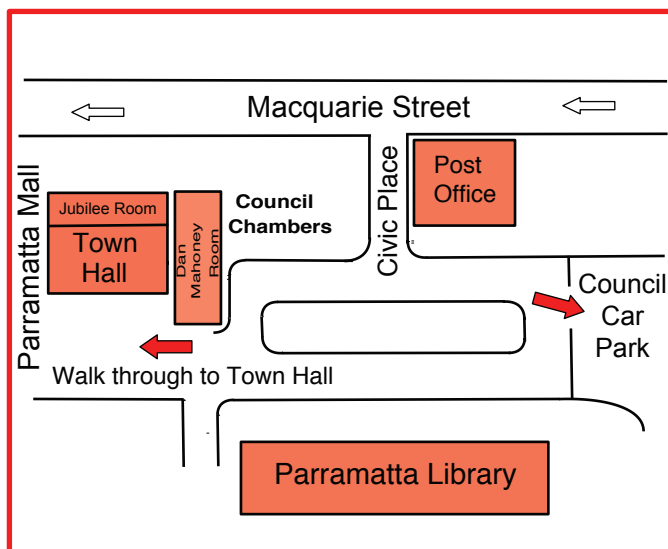 Macquarie Street
Parramatta Mall
Jubilee Room
Town
Hall
Dan
Mahoney
Room
Council
Chambers
Civic Place
Post
Office
Council
Car
Park
Walk through to Town Hall
Parramatta Library